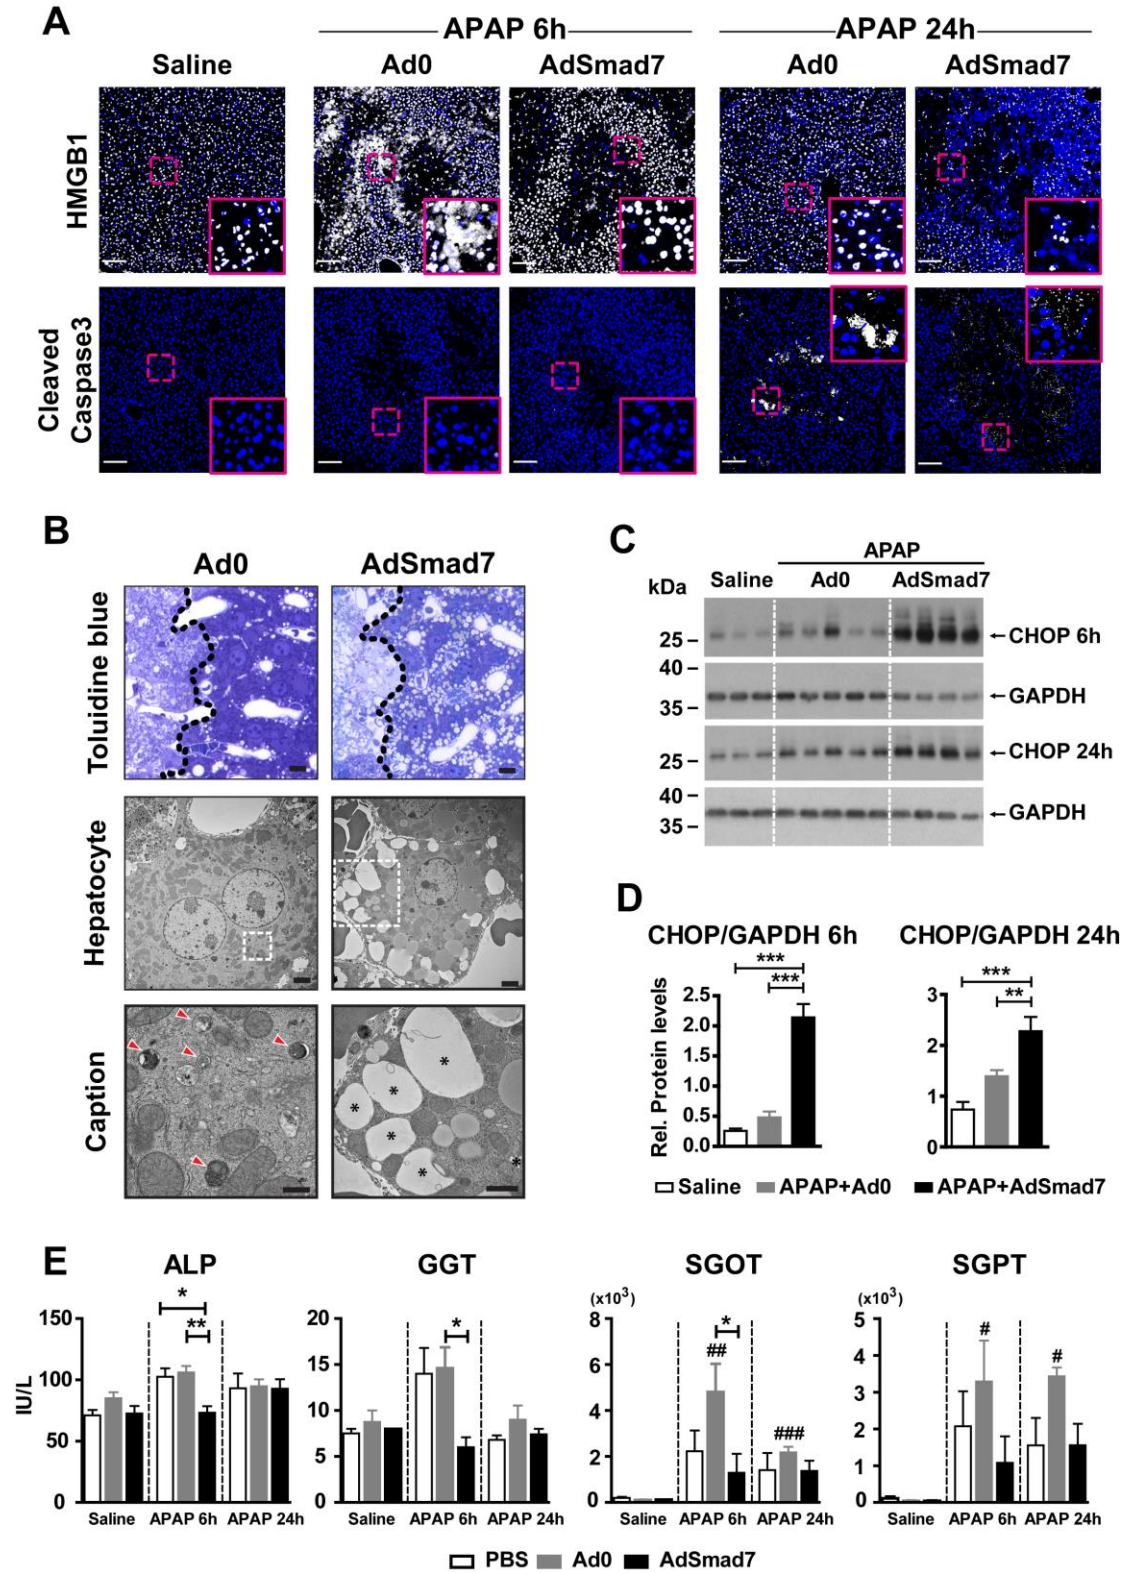 A
APAP 6h
APAP 24h
Saline
Ad0
AdSmad7
Ad0
AdSmad7
HMGB1
Cleaved
Caspase3
B
Ad0
AdSmad7
Toluidine blue
Hepatocyte
Caption
* * * * * *
C
APAP
kDa
Saline
Ad0
AdSmad7
25
CHOP 6h
40
35
GAPDH
25
CHOP 24h
40
35
GAPDH
D
CHOP/GAPDH 6h
CHOP/GAPDH 24h
Rel. Protein levels
***
***
2.5
2.0
1.5
1.0
0.5
0.0
***
**
3
2
1
0
Saline
APAP+Ad0
APAP+AdSmad7
E
ALP
IU/L
150
100
50
0
*
**
Saline
APAP 6h
APAP 24h
GGT
20
15
10
5
0
*
Saline
APAP 6h
APAP 24h
SGOT
(x10³)
8
6
4
2
0
*
##
###
Saline
APAP 6h
APAP 24h
SGPT
(x10³)
5
4
3
2
1
0
#
#
Saline
APAP 6h
APAP 24h
PBS
Ad0
AdSmad7